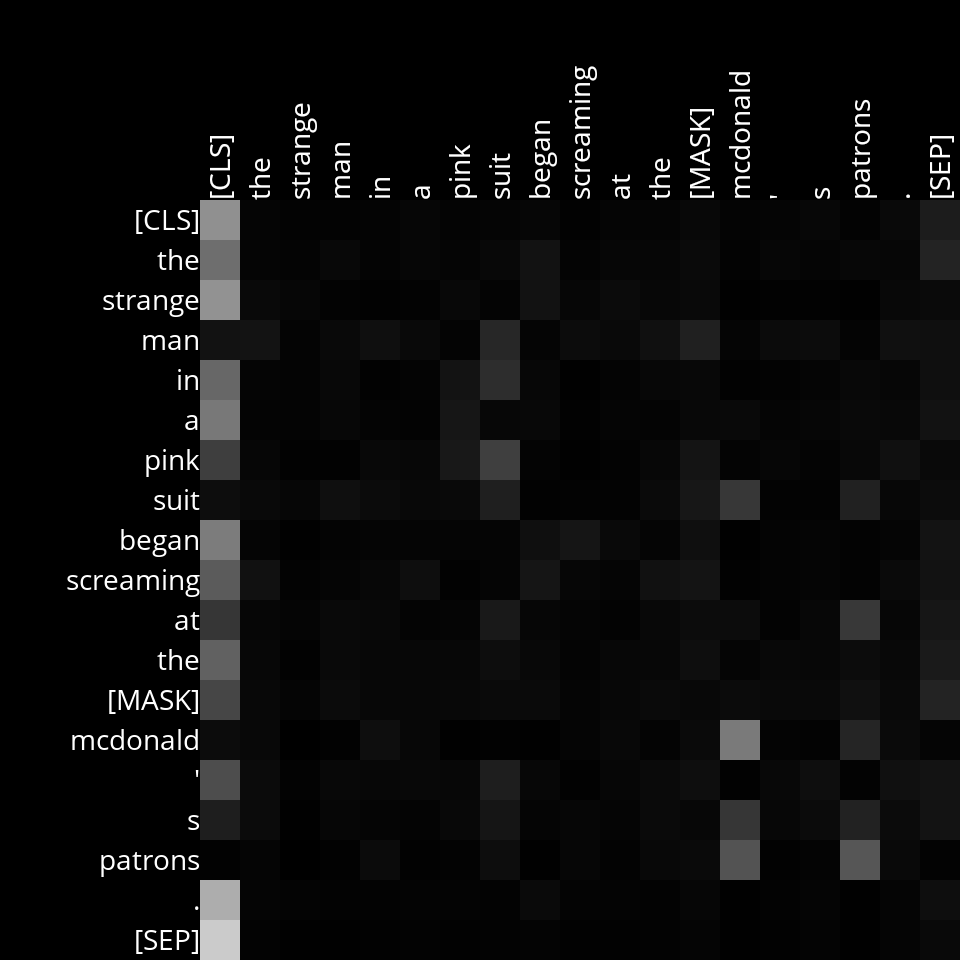 [CLS] the strange man in a pink suit began screaming at the [MASK] mcdonald ' s patrons . [SEP]
[CLS]
the
strange
man
in
a
pink
suit
began
screaming
at
the
[MASK]
mcdonald
'
s
patrons
.
[SEP]